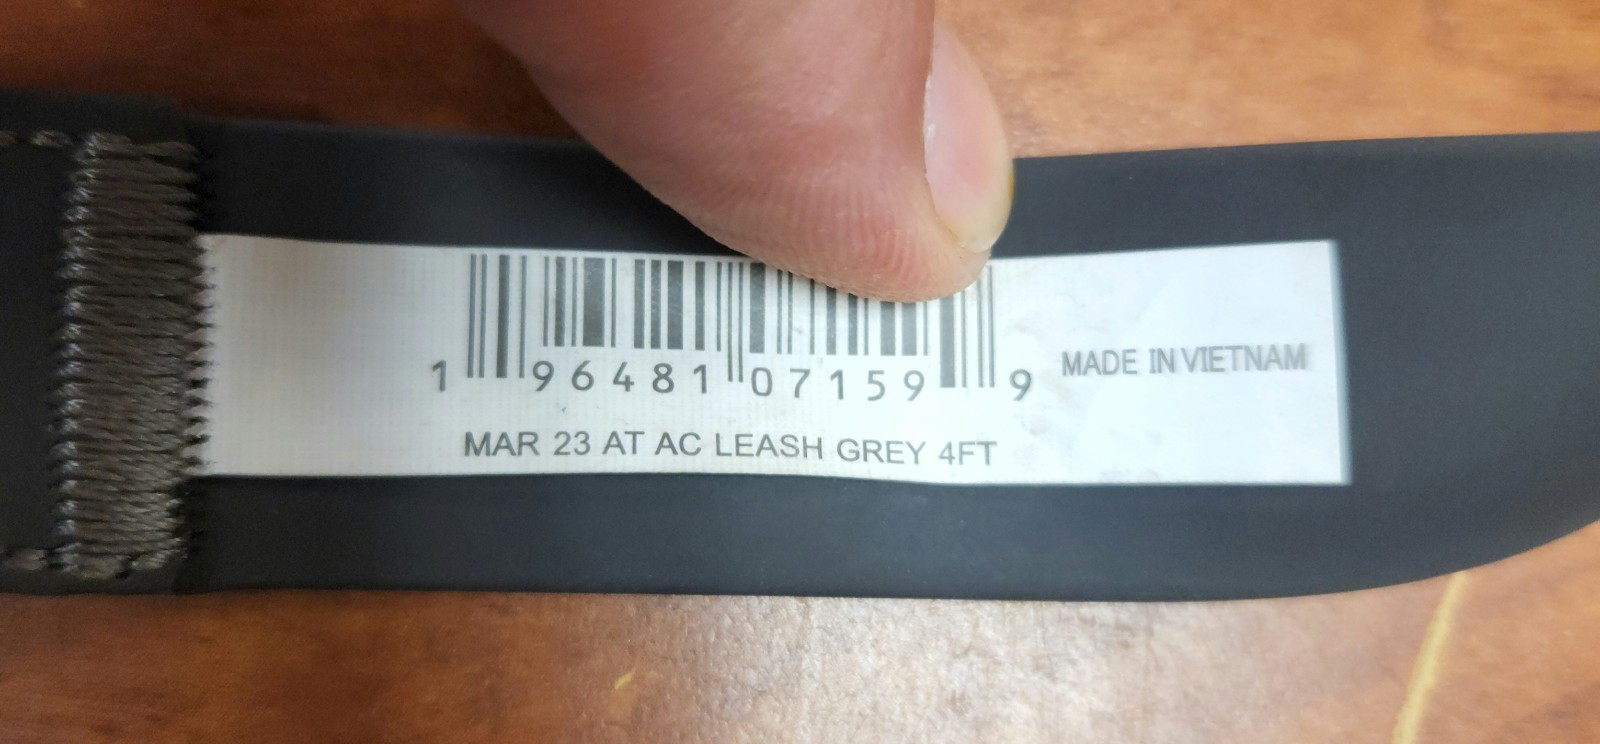 1 96481 07159 9
MADE IN VIETNAM
MAR 23 AT AC LEASH GREY 4FT